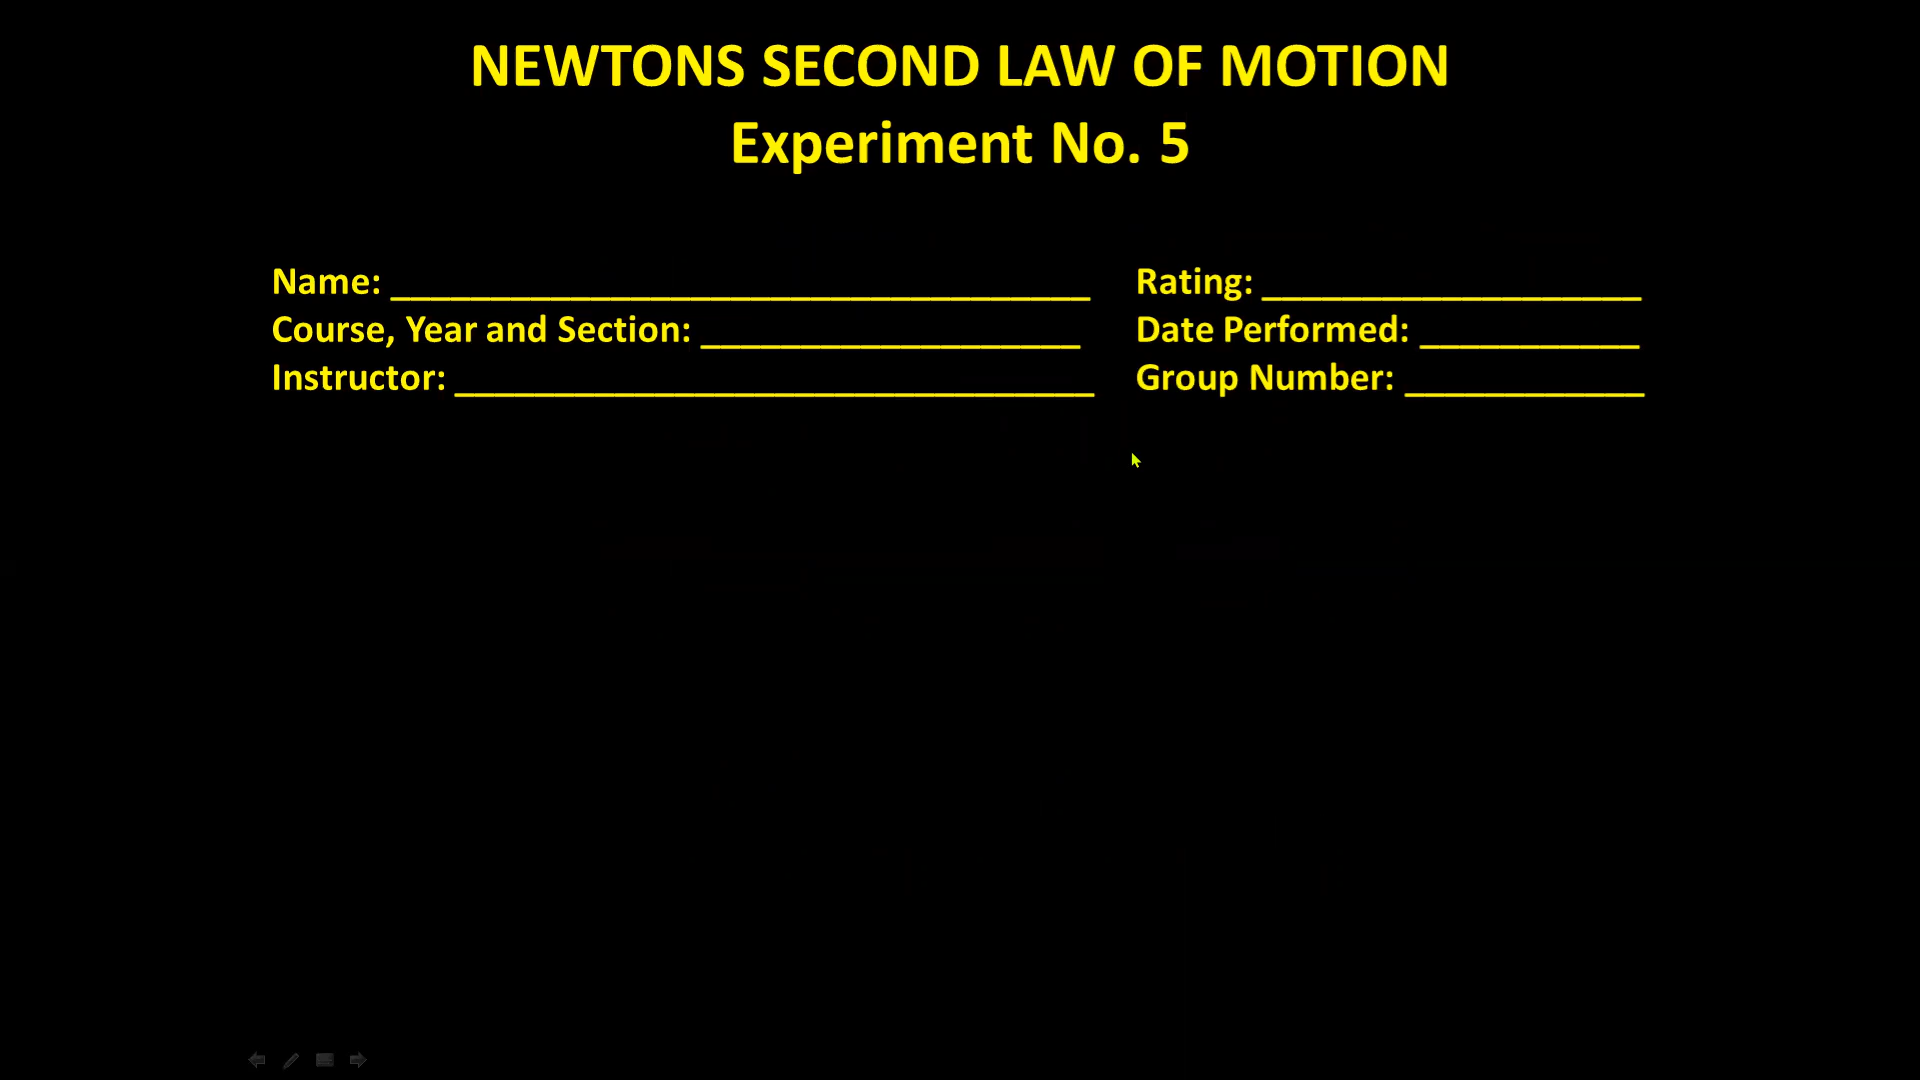 NEWTONS SECOND LAW OF MOTION
Experiment No. 5
Name: ___________________________________ Rating: ___________________
Course, Year and Section: ___________________ Date Performed: ___________
Instructor: ________________________________ Group Number: ____________